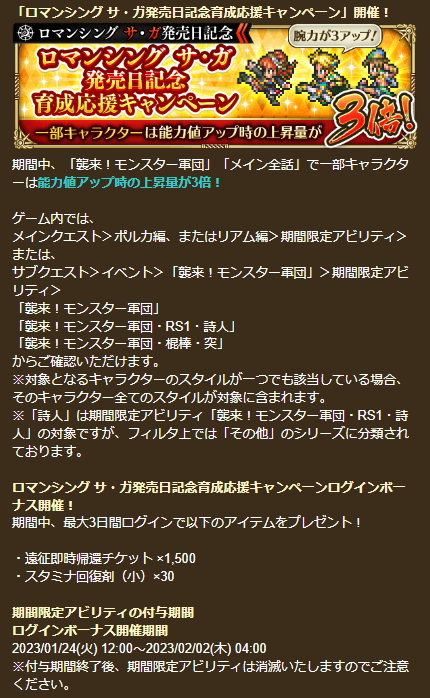 「ロマンシング サ・ガ発売日記念育成応援キャンペーン」開催！
ロマンシング サ・ガ発売日記念
腕力が3アップ!
ロマンシング サ・ガ
発売日記念
育成応援キャンペーン
一部キャラクターは能力値アップ時の上昇量が
3倍!
期間中、「襲来！モンスター軍団」「メイン全話」で一部キャラクタ
ーは能力値アップ時の上昇量が3倍！
ゲーム内では、
メインクエスト＞ポルカ編、またはリアム編＞期間限定アビリティ＞
または、
サブクエスト＞イベント＞「襲来！モンスター軍団」＞期間限定アビ
リティ＞
「襲来！モンスター軍団」
「襲来！モンスター軍団・RS1・詩人」
「襲来！モンスター軍団・棍棒・突」
からご確認いただけます。
※対象となるキャラクターのスタイルが一つでも該当している場合、
そのキャラクター全てのスタイルが対象に含まれます。
※「詩人」は期間限定アビリティ「襲来！モンスター軍団・RS1・詩
人」の対象ですが、フィルタ上では「その他」のシリーズに分類され
ております。
ロマンシング サ・ガ発売日記念育成応援キャンペーンログインボー
ナス開催！
期間中、最大3日間ログインで以下のアイテムをプレゼント！
・遠征即時帰還チケット ×1,500
・スタミナ回復剤（小）×30
期間限定アビリティの付与期間
ログインボーナス開催期間
2023/01/24(火) 12:00～2023/02/02(木) 04:00
※付与期間終了後、期間限定アビリティは消滅いたしますのでご注意
ください。